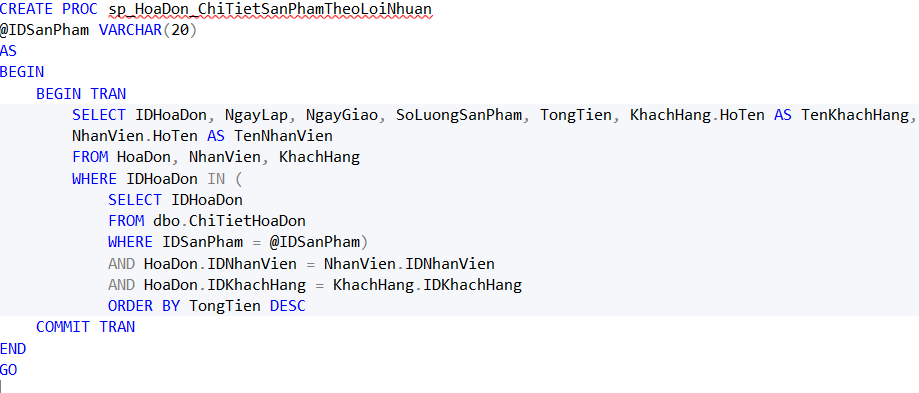 CREATE PROC sp_HoaDon_ChiTietSanPhamTheoLoiNhuan
@IDSanPham VARCHAR(20)
AS
BEGIN
    BEGIN TRAN
        SELECT IDHoaDon, NgayLap, NgayGiao, SoLuongSanPham, TongTien, KhachHang.HoTen AS TenKhachHang,
        NhanVien.HoTen AS TenNhanVien
        FROM HoaDon, NhanVien, KhachHang
        WHERE IDHoaDon IN (
            SELECT IDHoaDon
            FROM dbo.ChiTietHoaDon
            WHERE IDSanPham = @IDSanPham)
            AND HoaDon.IDNhanVien = NhanVien.IDNhanVien
            AND HoaDon.IDKhachHang = KhachHang.IDKhachHang
            ORDER BY TongTien DESC
    COMMIT TRAN
END
GO